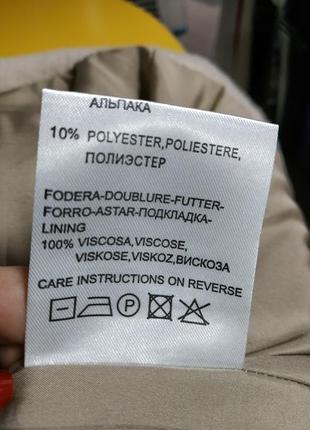 АЛЬПАКА
10% POLYESTER,POLIESTERE,
ПОЛИЭСТЕР
FODERA-DOUBLURE-FUTTER-
FORRO-ASTAR-ПОДКЛАДКА-
LINING
100% VISCOSA,VISCOSE,
VISKOSE,VISKOZ,ВИСКОЗА
CARE INSTRUCTIONS ON REVERSE
P